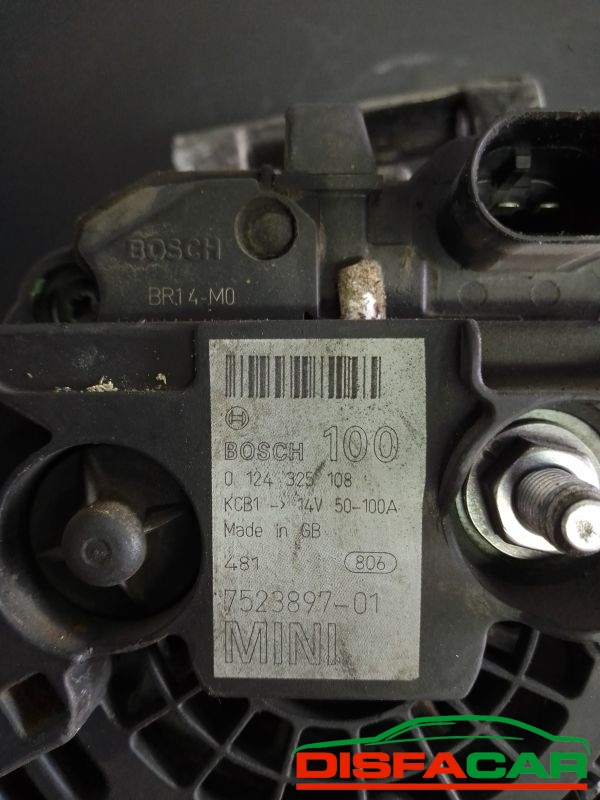 BOSCH
BR14-M0
BOSCH 100
0 124 325 108
KCB1 -> 14V 50-100A
Made in GB
481 806
7523897-01
MINI
DISFACAR